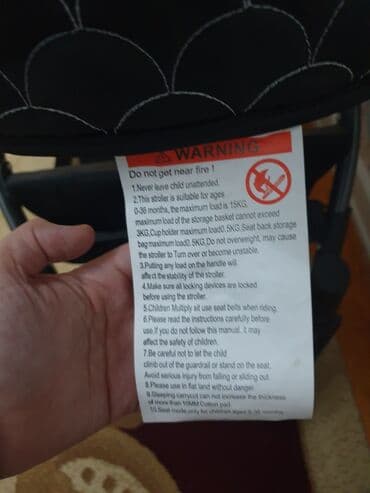 WARNING
Do not get near fire !
1.Never leave child unattended.
2.This stroller is suitable for ages
0-36 months, the maximum load is 15KG,
maximum load of the storage basket cannot exceed
3KG,Cup holder maximum load0.5KG,Seat back storage
bag maximum load0.5KG,Do not overweight, may cause
the stroller to Turn over or become unstable.
3.Putting any load on the handle will
affect the stability of the stroller.
4.Make sure all locking devices are locked
before using the stroller.
5.Children Multiply all use seat belts when riding.
6.Please read the instructions carefully before
use,If you do not follow this manual, it may
affect the safety of children.
7.Be careful not to let the child
climb out of the guardrail or stand on the seat.
Avoid serious injury from falling or sliding out.
8.Please use in flat land without danger.
9.Sleeping carrycot can not increase the thickness
of more than 10MM Cotton pad.
10.Seat mode only for children aged 6-36 months